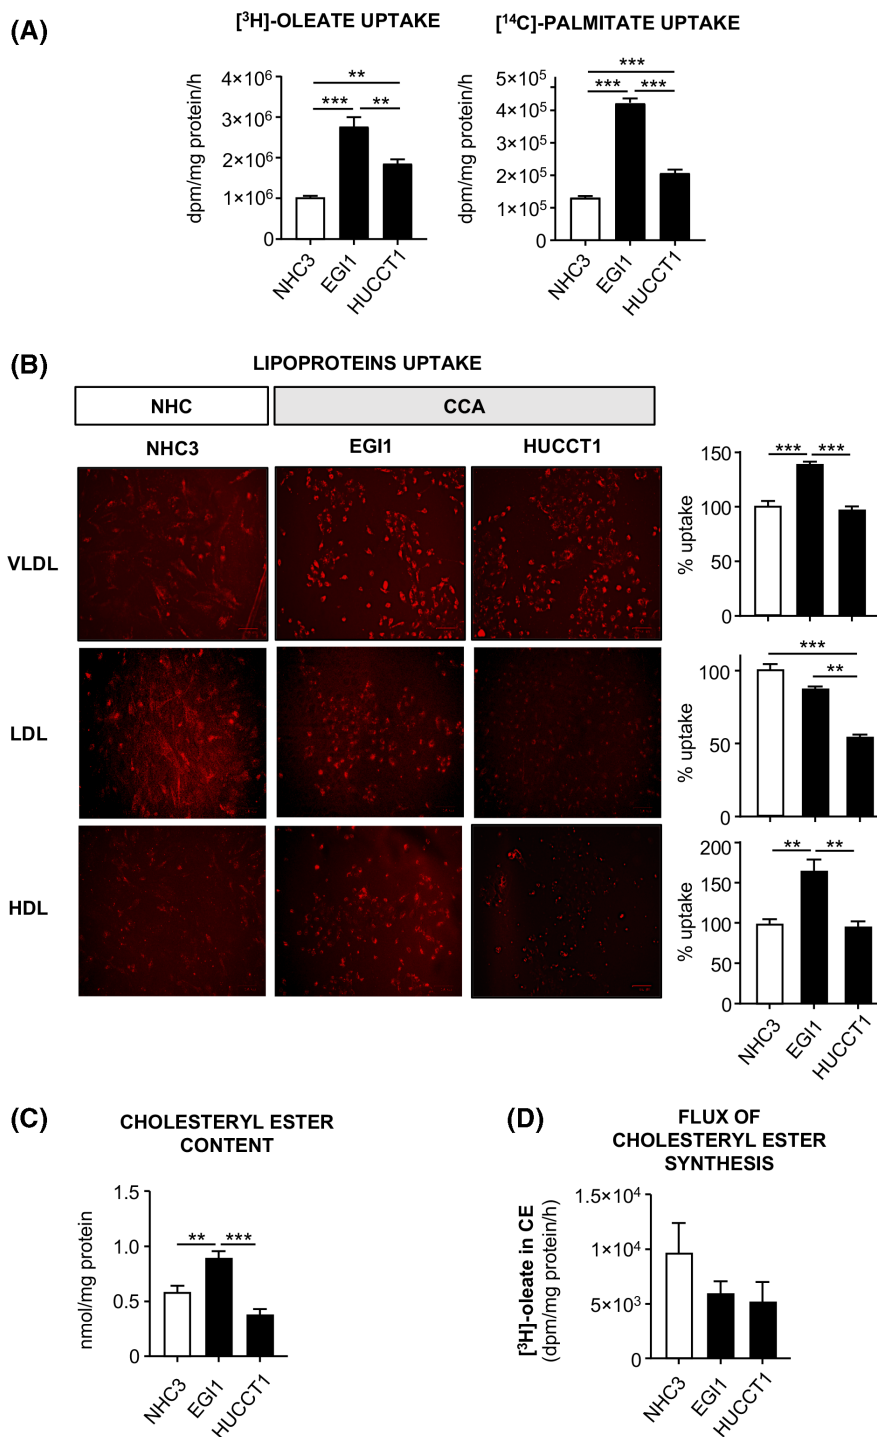 (A)
[³H]-OLEATE UPTAKE
dpm/mg protein/h
4×10⁶
3×10⁶
2×10⁶
1×10⁶
0
**
***
**
NHC3
EGI1
HUCCT1
[¹⁴C]-PALMITATE UPTAKE
dpm/mg protein/h
5×10⁵
4×10⁵
3×10⁵
2×10⁵
1×10⁵
0
***
***
***
NHC3
EGI1
HUCCT1
(B)
LIPOPROTEINS UPTAKE
NHC
CCA
NHC3
EGI1
HUCCT1
VLDL
% uptake
150
100
50
0
***
***
LDL
% uptake
100
50
0
***
**
HDL
% uptake
200
150
100
50
0
**
**
NHC3
EGI1
HUCCT1
(C)
CHOLESTERYL ESTER
CONTENT
nmol/mg protein
1.5
1.0
0.5
0
**
***
NHC3
EGI1
HUCCT1
(D)
FLUX OF
CHOLESTERYL ESTER
SYNTHESIS
[³H]-oleate in CE
(dpm/mg protein/h)
1.5×10⁴
1×10⁴
5×10³
0
NHC3
EGI1
HUCCT1